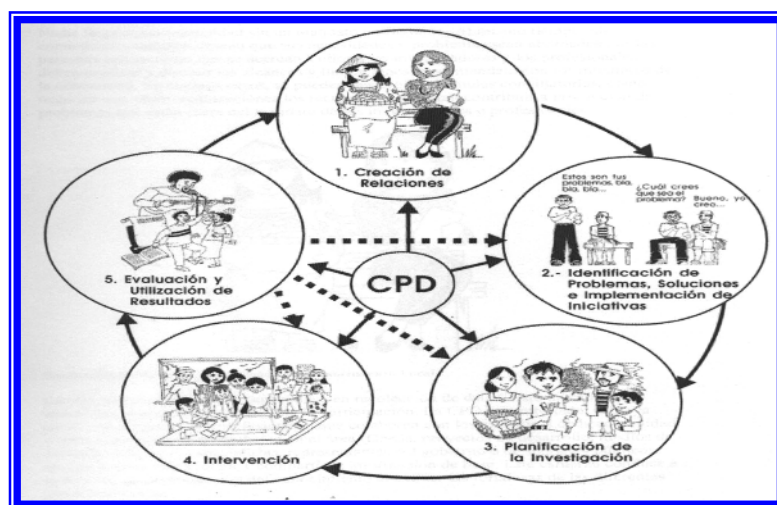 1. Creación de
Relaciones
Estos son tus
problemas, bla,
bla, bla...
¿Cuál crees
que sea el
problema?
Bueno, yo
creo...
2.- Identificación de
Problemas, Soluciones
e Implementación de
Iniciativas
3. Planificación de
la Investigación
4. Intervención
5. Evaluación y
Utilización de
Resultados
CPD